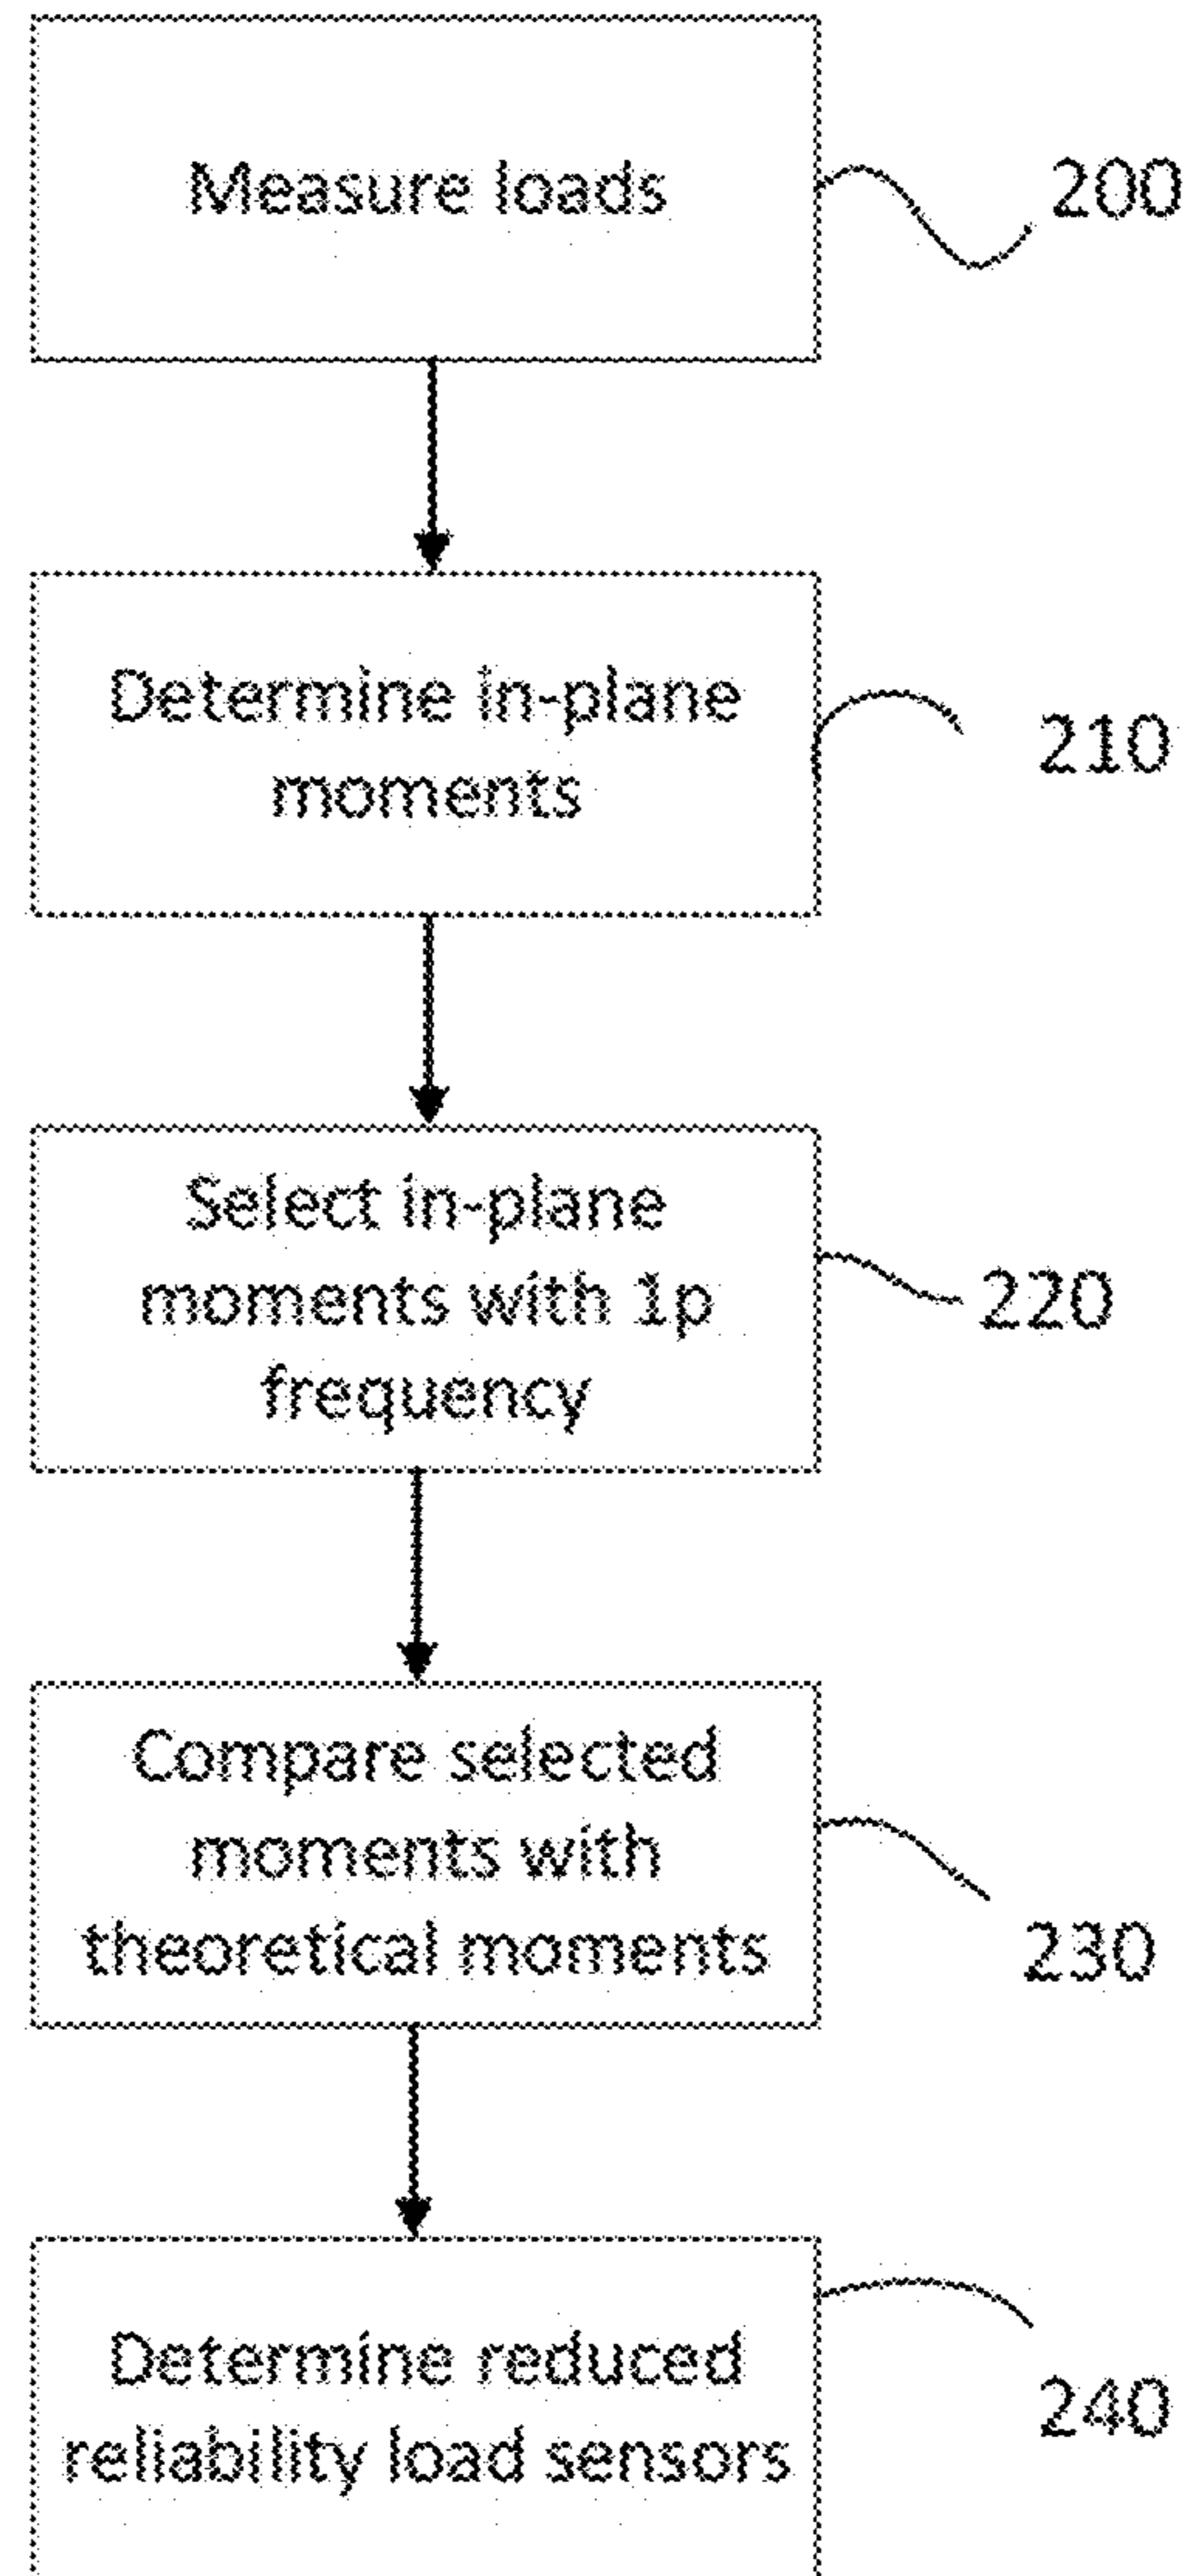 Measure loads
200
Determine in-plane
moments
210
Select in-plane
moments with 1p
frequency
220
Compare selected
moments with
theoretical moments
230
Determine reduced
reliability load sensors
240